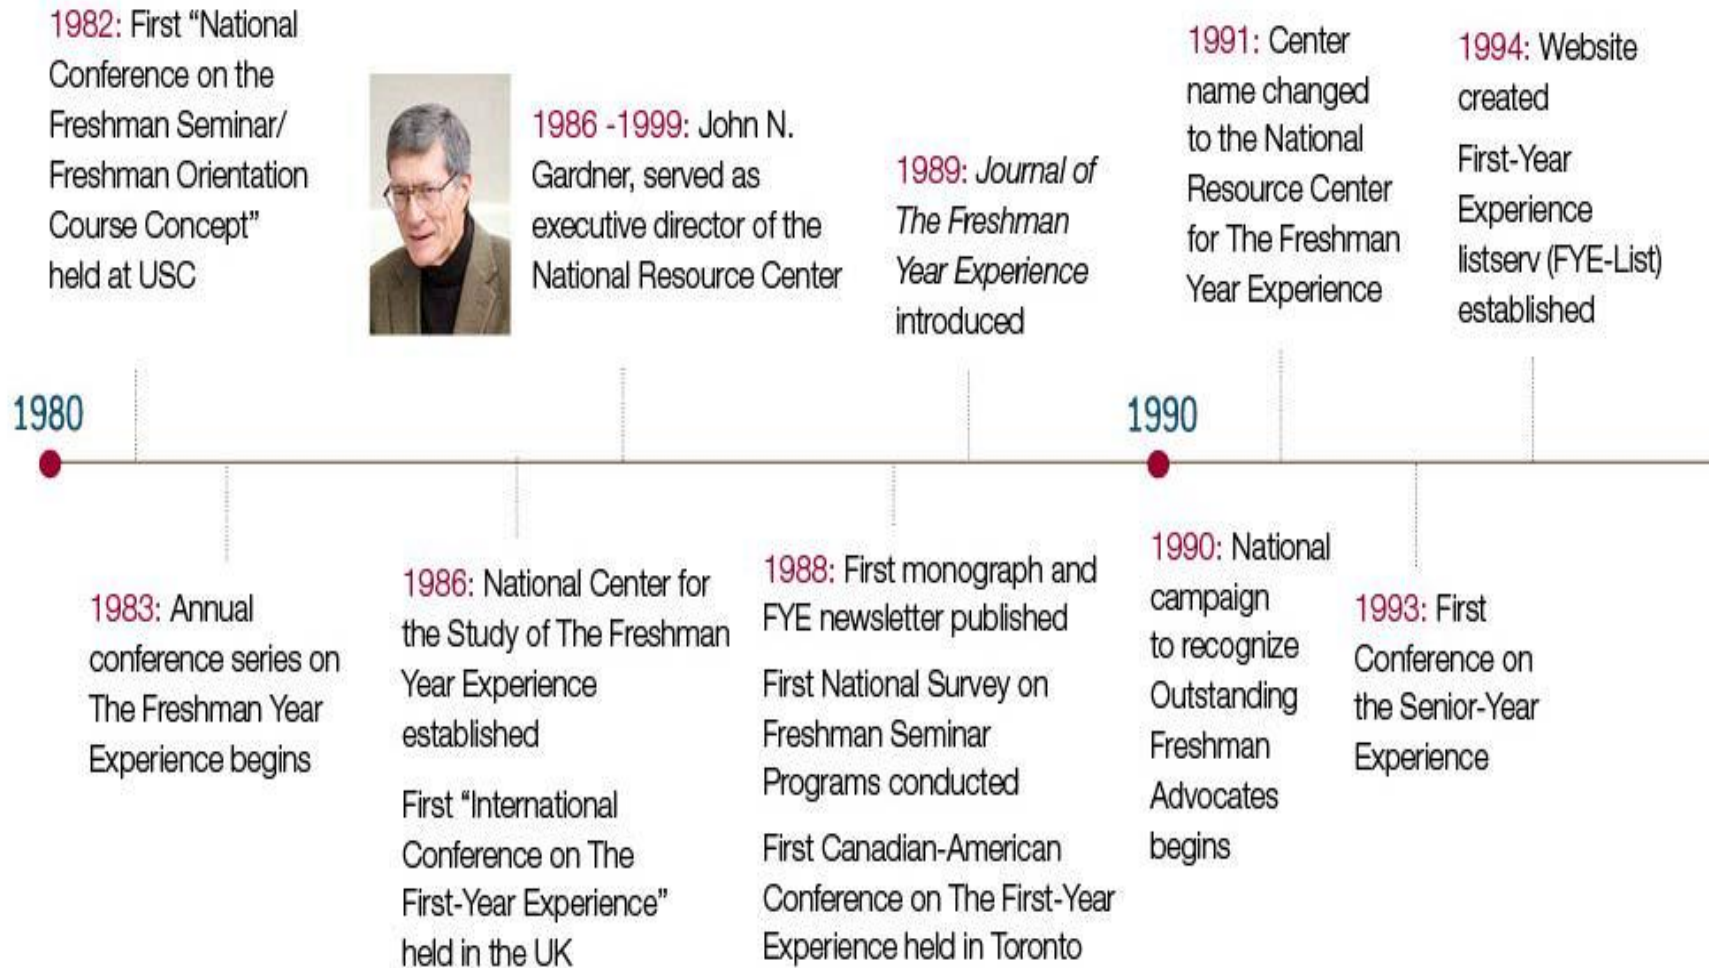 1982: First “National
Conference on the
Freshman Seminar/
Freshman Orientation
Course Concept”
held at USC
1986 -1999: John N.
Gardner, served as
executive director of the
National Resource Center
1989: Journal of
The Freshman
Year Experience
introduced
1991: Center
name changed
to the National
Resource Center
for The Freshman
Year Experience
1994: Website
created
First-Year
Experience
listserv (FYE-List)
established
1980
1990
1983: Annual
conference series on
The Freshman Year
Experience begins
1986: National Center for
the Study of The Freshman
Year Experience
established
First “International
Conference on The
First-Year Experience”
held in the UK
1988: First monograph and
FYE newsletter published
First National Survey on
Freshman Seminar
Programs conducted
First Canadian-American
Conference on The First-Year
Experience held in Toronto
1990: National
campaign
to recognize
Outstanding
Freshman
Advocates
begins
1993: First
Conference on
the Senior-Year
Experience